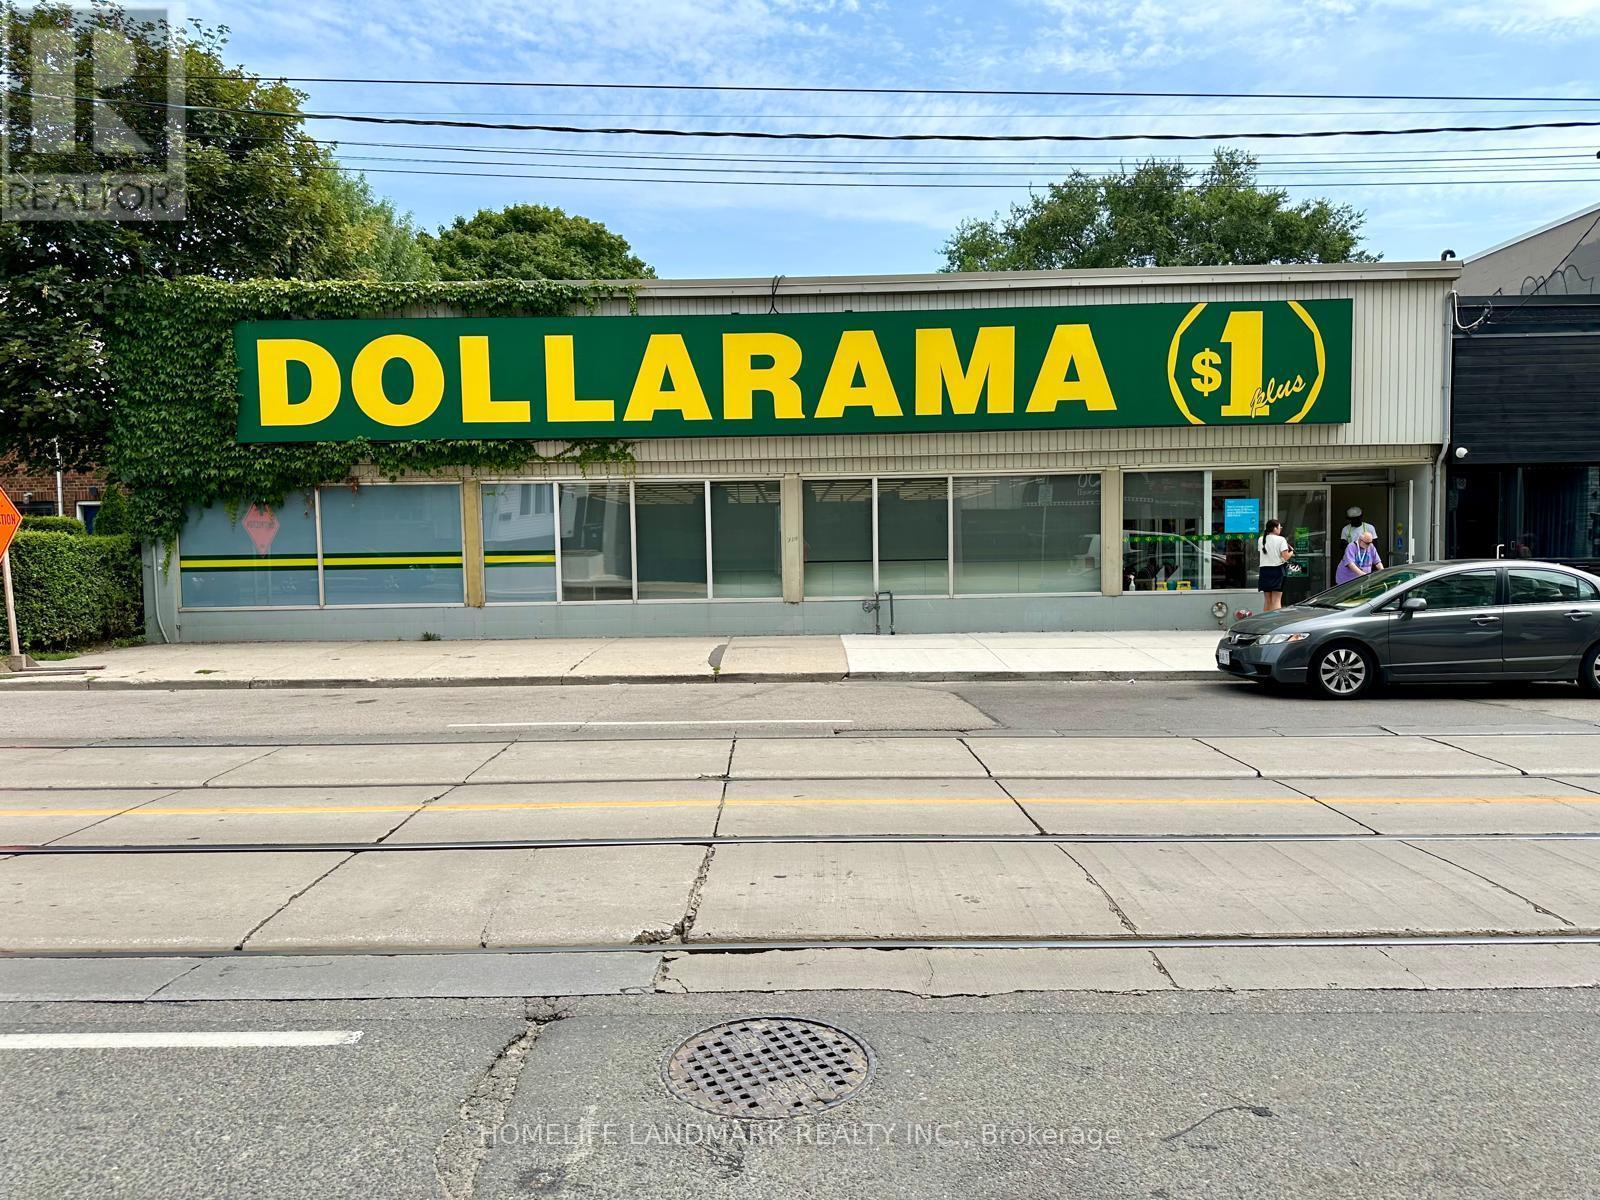 REALTOR
DOLLARAMA $1 plus
HOMELIFE LANDMARK REALTY INC., Brokerage